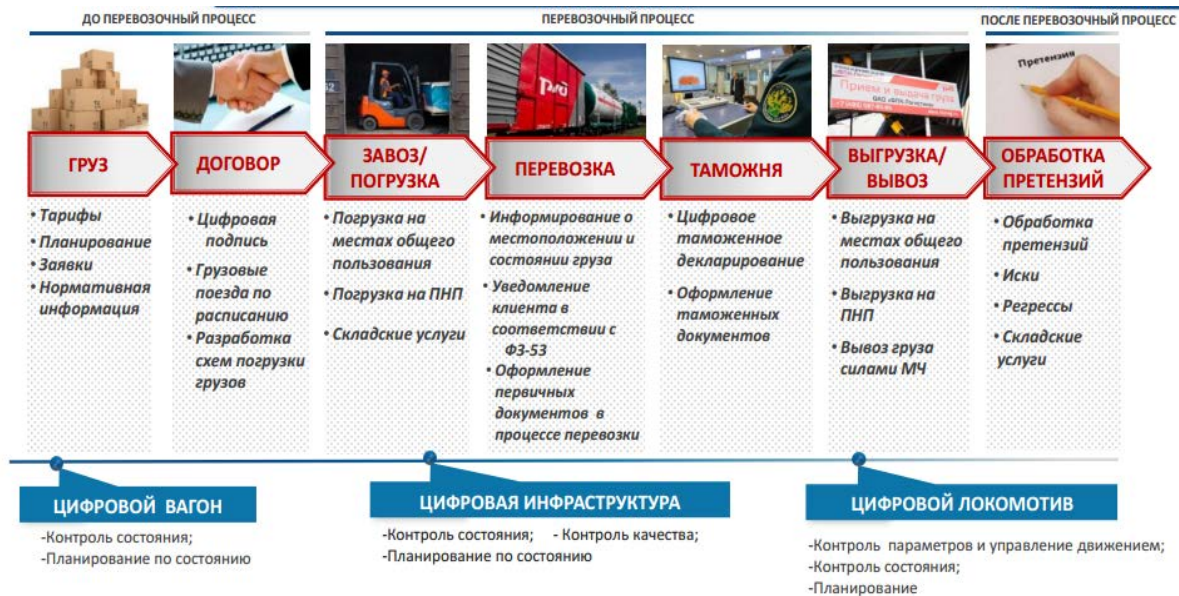 ДО ПЕРЕВОЗОЧНЫЙ ПРОЦЕСС
ПЕРЕВОЗОЧНЫЙ ПРОЦЕСС
ПОСЛЕ ПЕРЕВОЗОЧНЫЙ ПРОЦЕСС
Прием и выдача груза
Претензия
ГРУЗ
ДОГОВОР
ЗАВОЗ/
ПОГРУЗКА
ПЕРЕВОЗКА
ТАМОЖНЯ
ВЫГРУЗКА/
ВЫВОЗ
ОБРАБОТКА
ПРЕТЕНЗИЙ
• Тарифы
• Планирование
• Заявки
• Нормативная
информация
• Цифровая
подпись
• Грузовые
поезда по
расписанию
• Разработка
схем погрузки
грузов
• Погрузка на
местах общего
пользования
• Погрузка на ПНП
• Складские услуги
• Информирование о
местоположении и
состоянии груза
• Уведомление
клиента в
соответствии с
ФЗ-53
• Оформление
первичных
документов в
процессе перевозки
• Цифровое
таможенное
декларирование
• Оформление
таможенных
документов
• Выгрузка на
местах общего
пользования
• Выгрузка на
ПНП
• Вывоз груза
силами МЧ
• Обработка
претензий
• Иски
• Регрессы
• Складские
услуги
ЦИФРОВОЙ ВАГОН
-Контроль состояния;
-Планирование по состоянию
ЦИФРОВАЯ ИНФРАСТРУКТУРА
-Контроль состояния; - Контроль качества;
-Планирование по состоянию
ЦИФРОВОЙ ЛОКОМОТИВ
-Контроль параметров и управление движением;
-Контроль состояния;
-Планирование